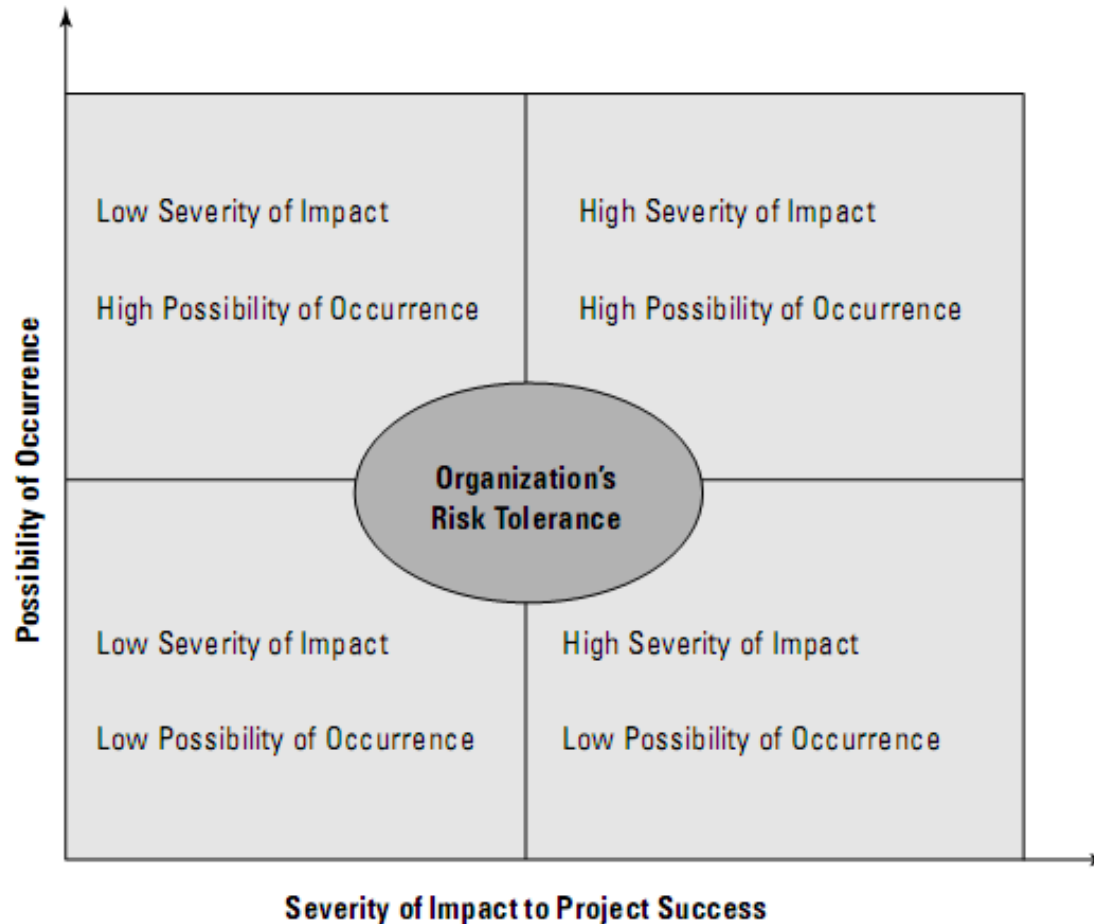 Low Severity of Impact
High Severity of Impact
High Possibility of Occurrence
High Possibility of Occurrence
Possibility of Occurrence
Organization's
Risk Tolerance
Low Severity of Impact
High Severity of Impact
Low Possibility of Occurrence
Low Possibility of Occurrence
Severity of Impact to Project Success